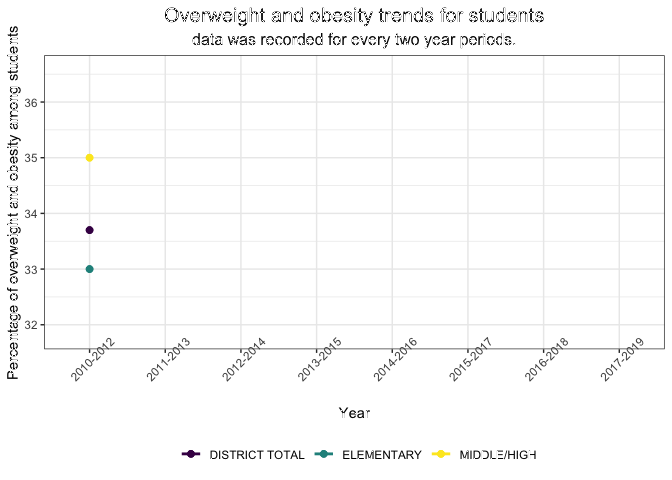 Overweight and obesity trends for students
data was recorded for every two year periods.
Percentage of overweight and obesity among students
36
35
34
33
32
2010-2012
2011-2013
2012-2014
2013-2015
2014-2016
2015-2017
2016-2018
2017-2019
Year
DISTRICT TOTAL
ELEMENTARY
MIDDLE/HIGH